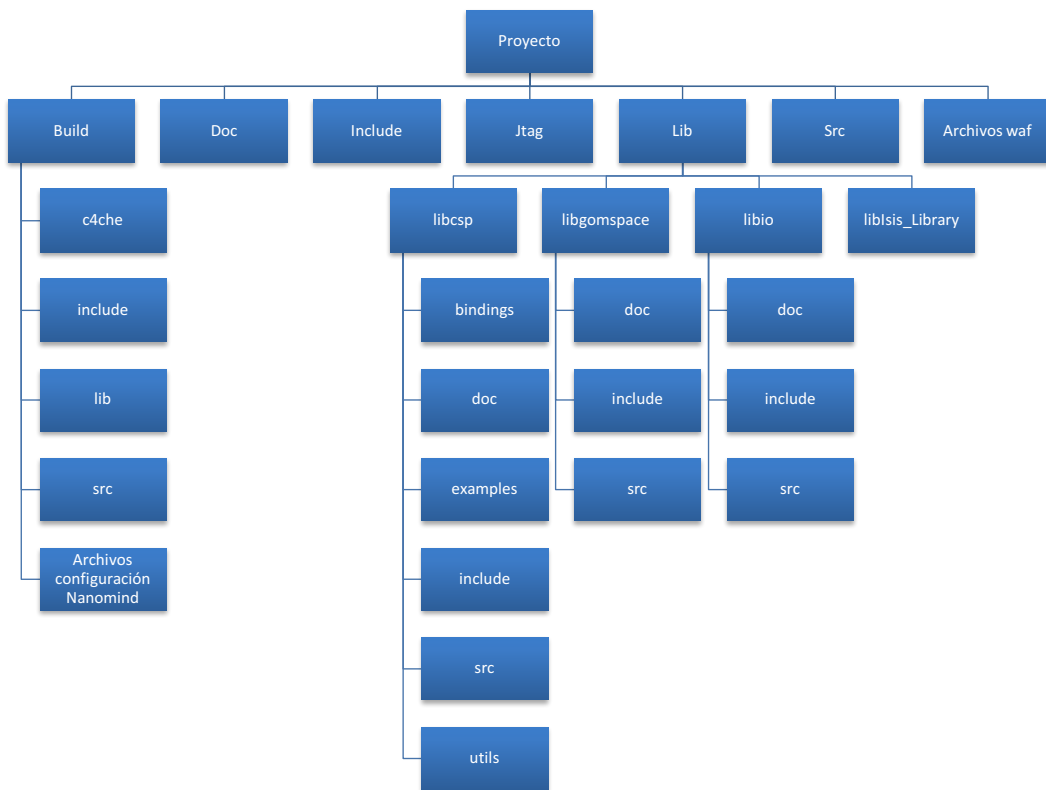 Proyecto
Build
Doc
Include
Jtag
Lib
Src
Archivos waf
c4che
include
lib
src
Archivos
configuración
Nanomind
libcsp
bindings
doc
examples
include
src
utils
libgomspace
doc
include
src
libio
doc
include
src
libIsis_Library